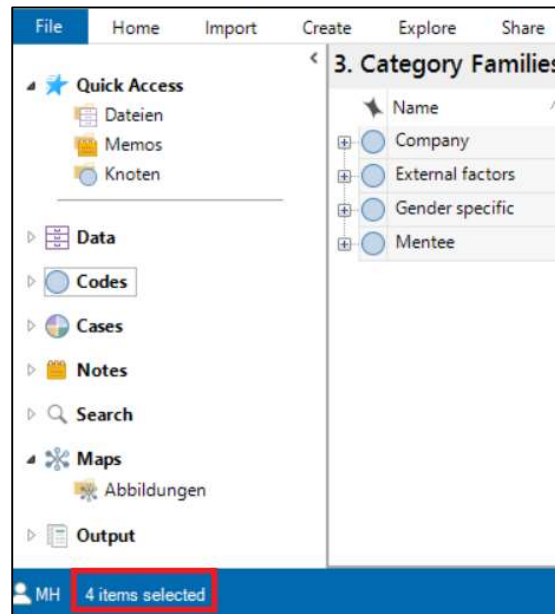 File Home Import Create Explore Share
3. Category Families
Quick Access
Dateien
Memos
Knoten
Data
Codes
Cases
Notes
Search
Maps
Abbildungen
Output
Name
Company
External factors
Gender specific
Mentee
MH 4 items selected